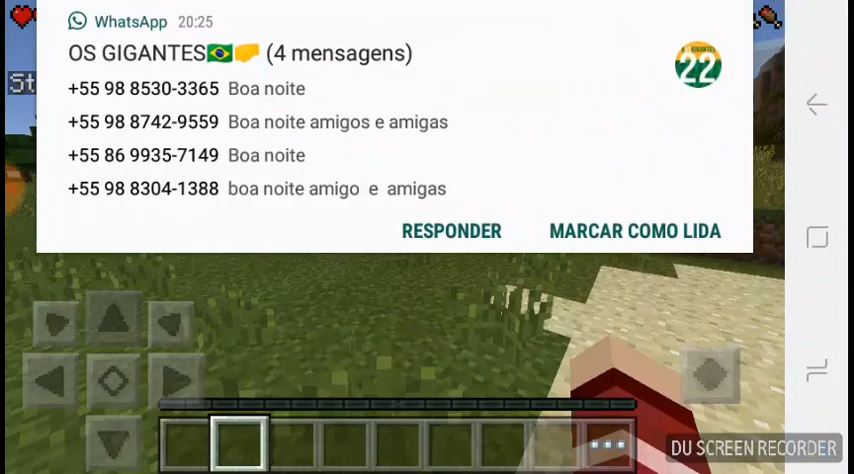 WhatsApp 20:25
OS GIGANTES🇧🇷🤛 (4 mensagens)
22
+55 98 8530-3365 Boa noite
+55 98 8742-9559 Boa noite amigos e amigas
+55 86 9935-7149 Boa noite
+55 98 8304-1388 boa noite amigo e amigas
RESPONDER MARCAR COMO LIDA
St
DU SCREEN RECORDER